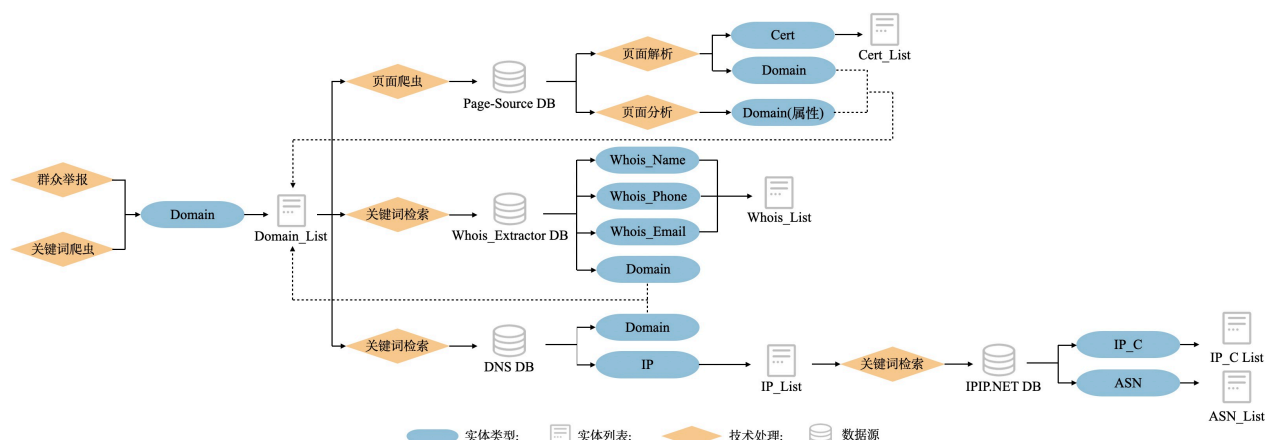 Cert
Cert_List
页面解析
Domain
页面爬虫
Page-Source DB
页面分析
Domain(属性)
群众举报
Domain
关键词爬虫
Domain_List
关键词检索
Whois_Extractor DB
Whois_Name
Whois_Phone
Whois_Email
Domain
Whois_List
关键词检索
DNS DB
Domain
IP
IP_List
关键词检索
IPIP.NET DB
IP_C
IP_C List
ASN
ASN_List
实体类型;
实体列表;
技术处理;
数据源